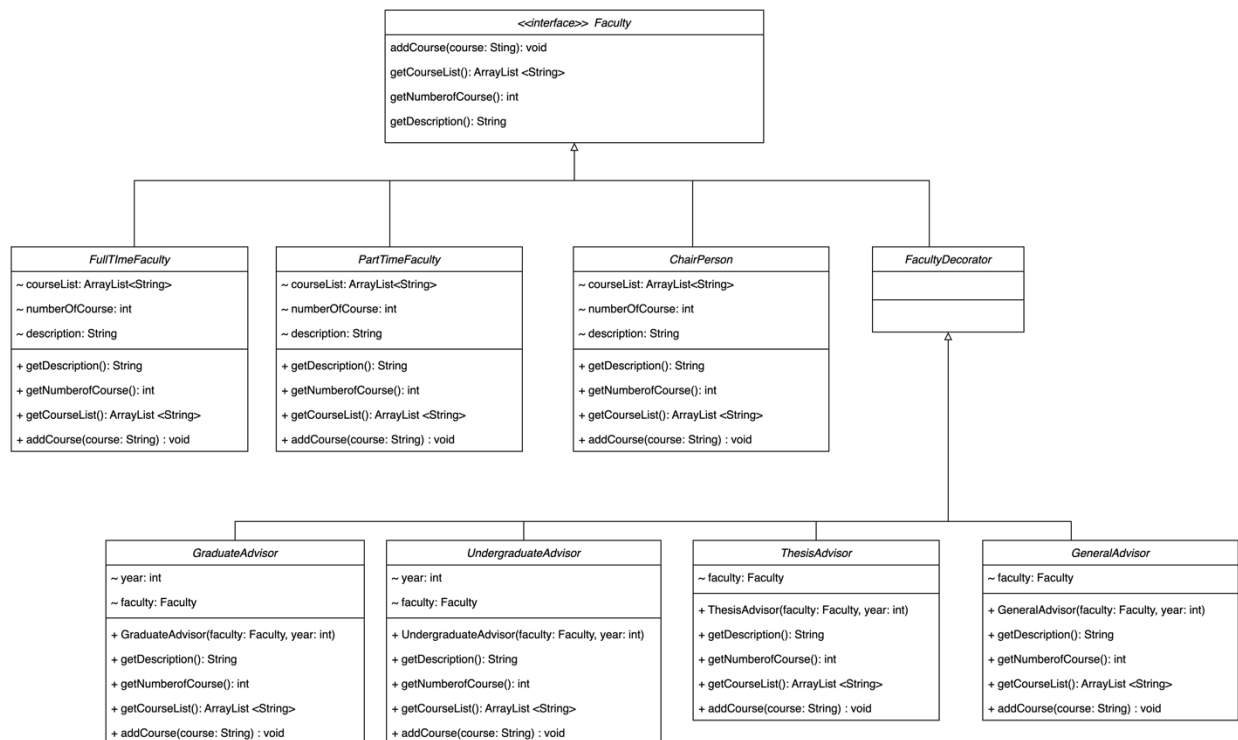 <<interface>> Faculty
addCourse(course: Sting): void
getCourseList(): ArrayList <String>
getNumberofCourse(): int
getDescription(): String
FullTImeFaculty
~ courseList: ArrayList<String>
~ numberOfCourse: int
~ description: String
+ getDescription(): String
+ getNumberofCourse(): int
+ getCourseList(): ArrayList <String>
+ addCourse(course: String) : void
PartTimeFaculty
~ courseList: ArrayList<String>
~ numberOfCourse: int
~ description: String
+ getDescription(): String
+ getNumberofCourse(): int
+ getCourseList(): ArrayList <String>
+ addCourse(course: String) : void
ChairPerson
~ courseList: ArrayList<String>
~ numberOfCourse: int
~ description: String
+ getDescription(): String
+ getNumberofCourse(): int
+ getCourseList(): ArrayList <String>
+ addCourse(course: String) : void
FacultyDecorator
GraduateAdvisor
~ year: int
~ faculty: Faculty
+ GraduateAdvisor(faculty: Faculty, year: int)
+ getDescription(): String
+ getNumberofCourse(): int
+ getCourseList(): ArrayList <String>
+ addCourse(course: String) : void
UndergraduateAdvisor
~ year: int
~ faculty: Faculty
+ UndergraduateAdvisor(faculty: Faculty, year: int)
+ getDescription(): String
+ getNumberofCourse(): int
+ getCourseList(): ArrayList <String>
+ addCourse(course: String) : void
ThesisAdvisor
~ faculty: Faculty
+ ThesisAdvisor(faculty: Faculty, year: int)
+ getDescription(): String
+ getNumberofCourse(): int
+ getCourseList(): ArrayList <String>
+ addCourse(course: String) : void
GeneralAdvisor
~ faculty: Faculty
+ GeneralAdvisor(faculty: Faculty, year: int)
+ getDescription(): String
+ getNumberofCourse(): int
+ getCourseList(): ArrayList <String>
+ addCourse(course: String) : void